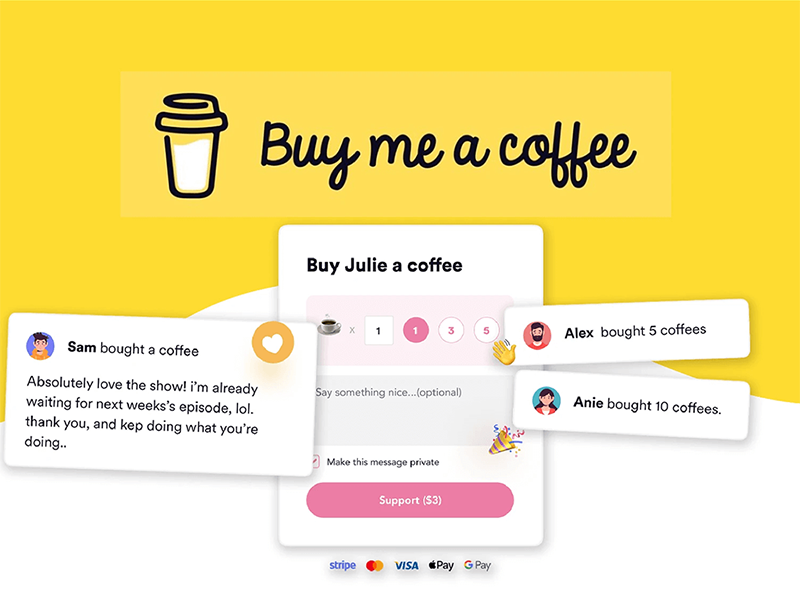 Buy me a coffee
Buy Julie a coffee
x 1 1 3 5
Say something nice...(optional)
Make this message private
Support ($3)
Sam bought a coffee
Absolutely love the show! i'm already
waiting for next weeks's episode, lol.
thank you, and kep doing what you're
doing..
Alex bought 5 coffees
Anie bought 10 coffees.
stripe VISA Pay G Pay